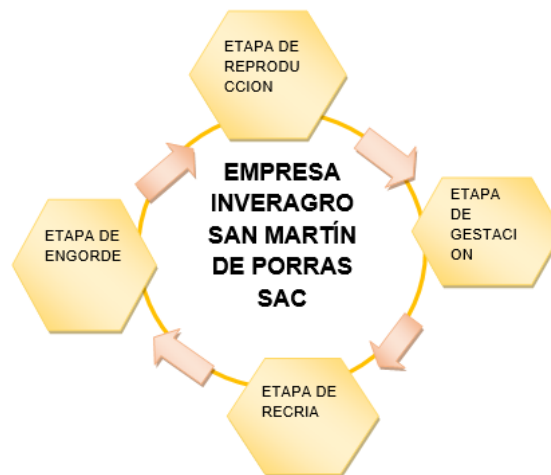 ETAPA DE
REPRODU
CCION
EMPRESA
INVERAGRO
SAN MARTÍN
DE PORRAS
SAC
ETAPA
DE
GESTACI
ON
ETAPA DE
RECRIA
ETAPA DE
ENGORDE